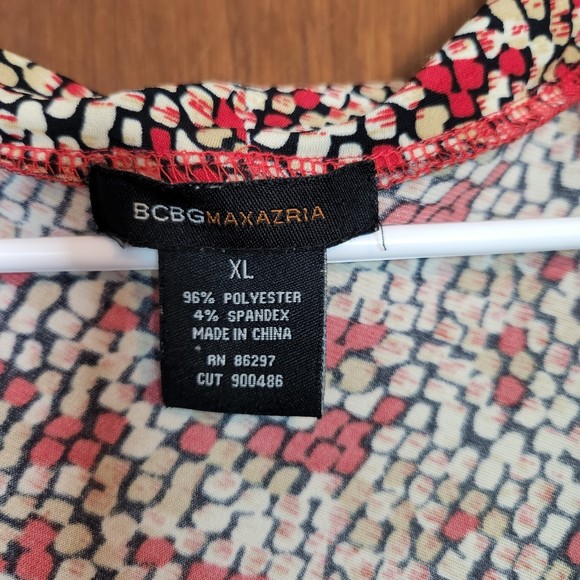 BCBGMAXAZRIA
XL
96% POLYESTER
4% SPANDEX
MADE IN CHINA
RN 86297
CUT 900486